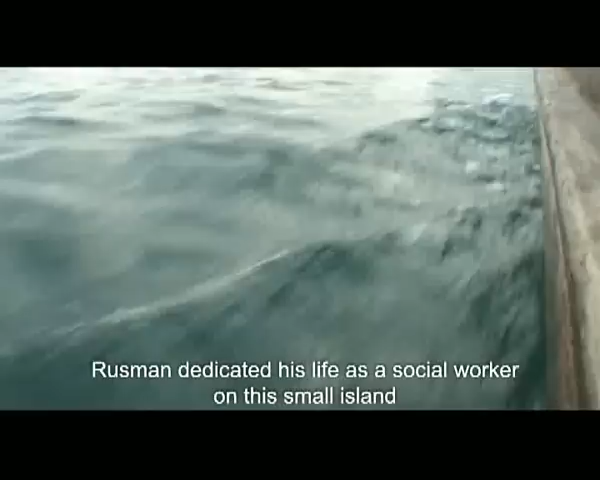 Rusman dedicated his life as a social worker
on this small island